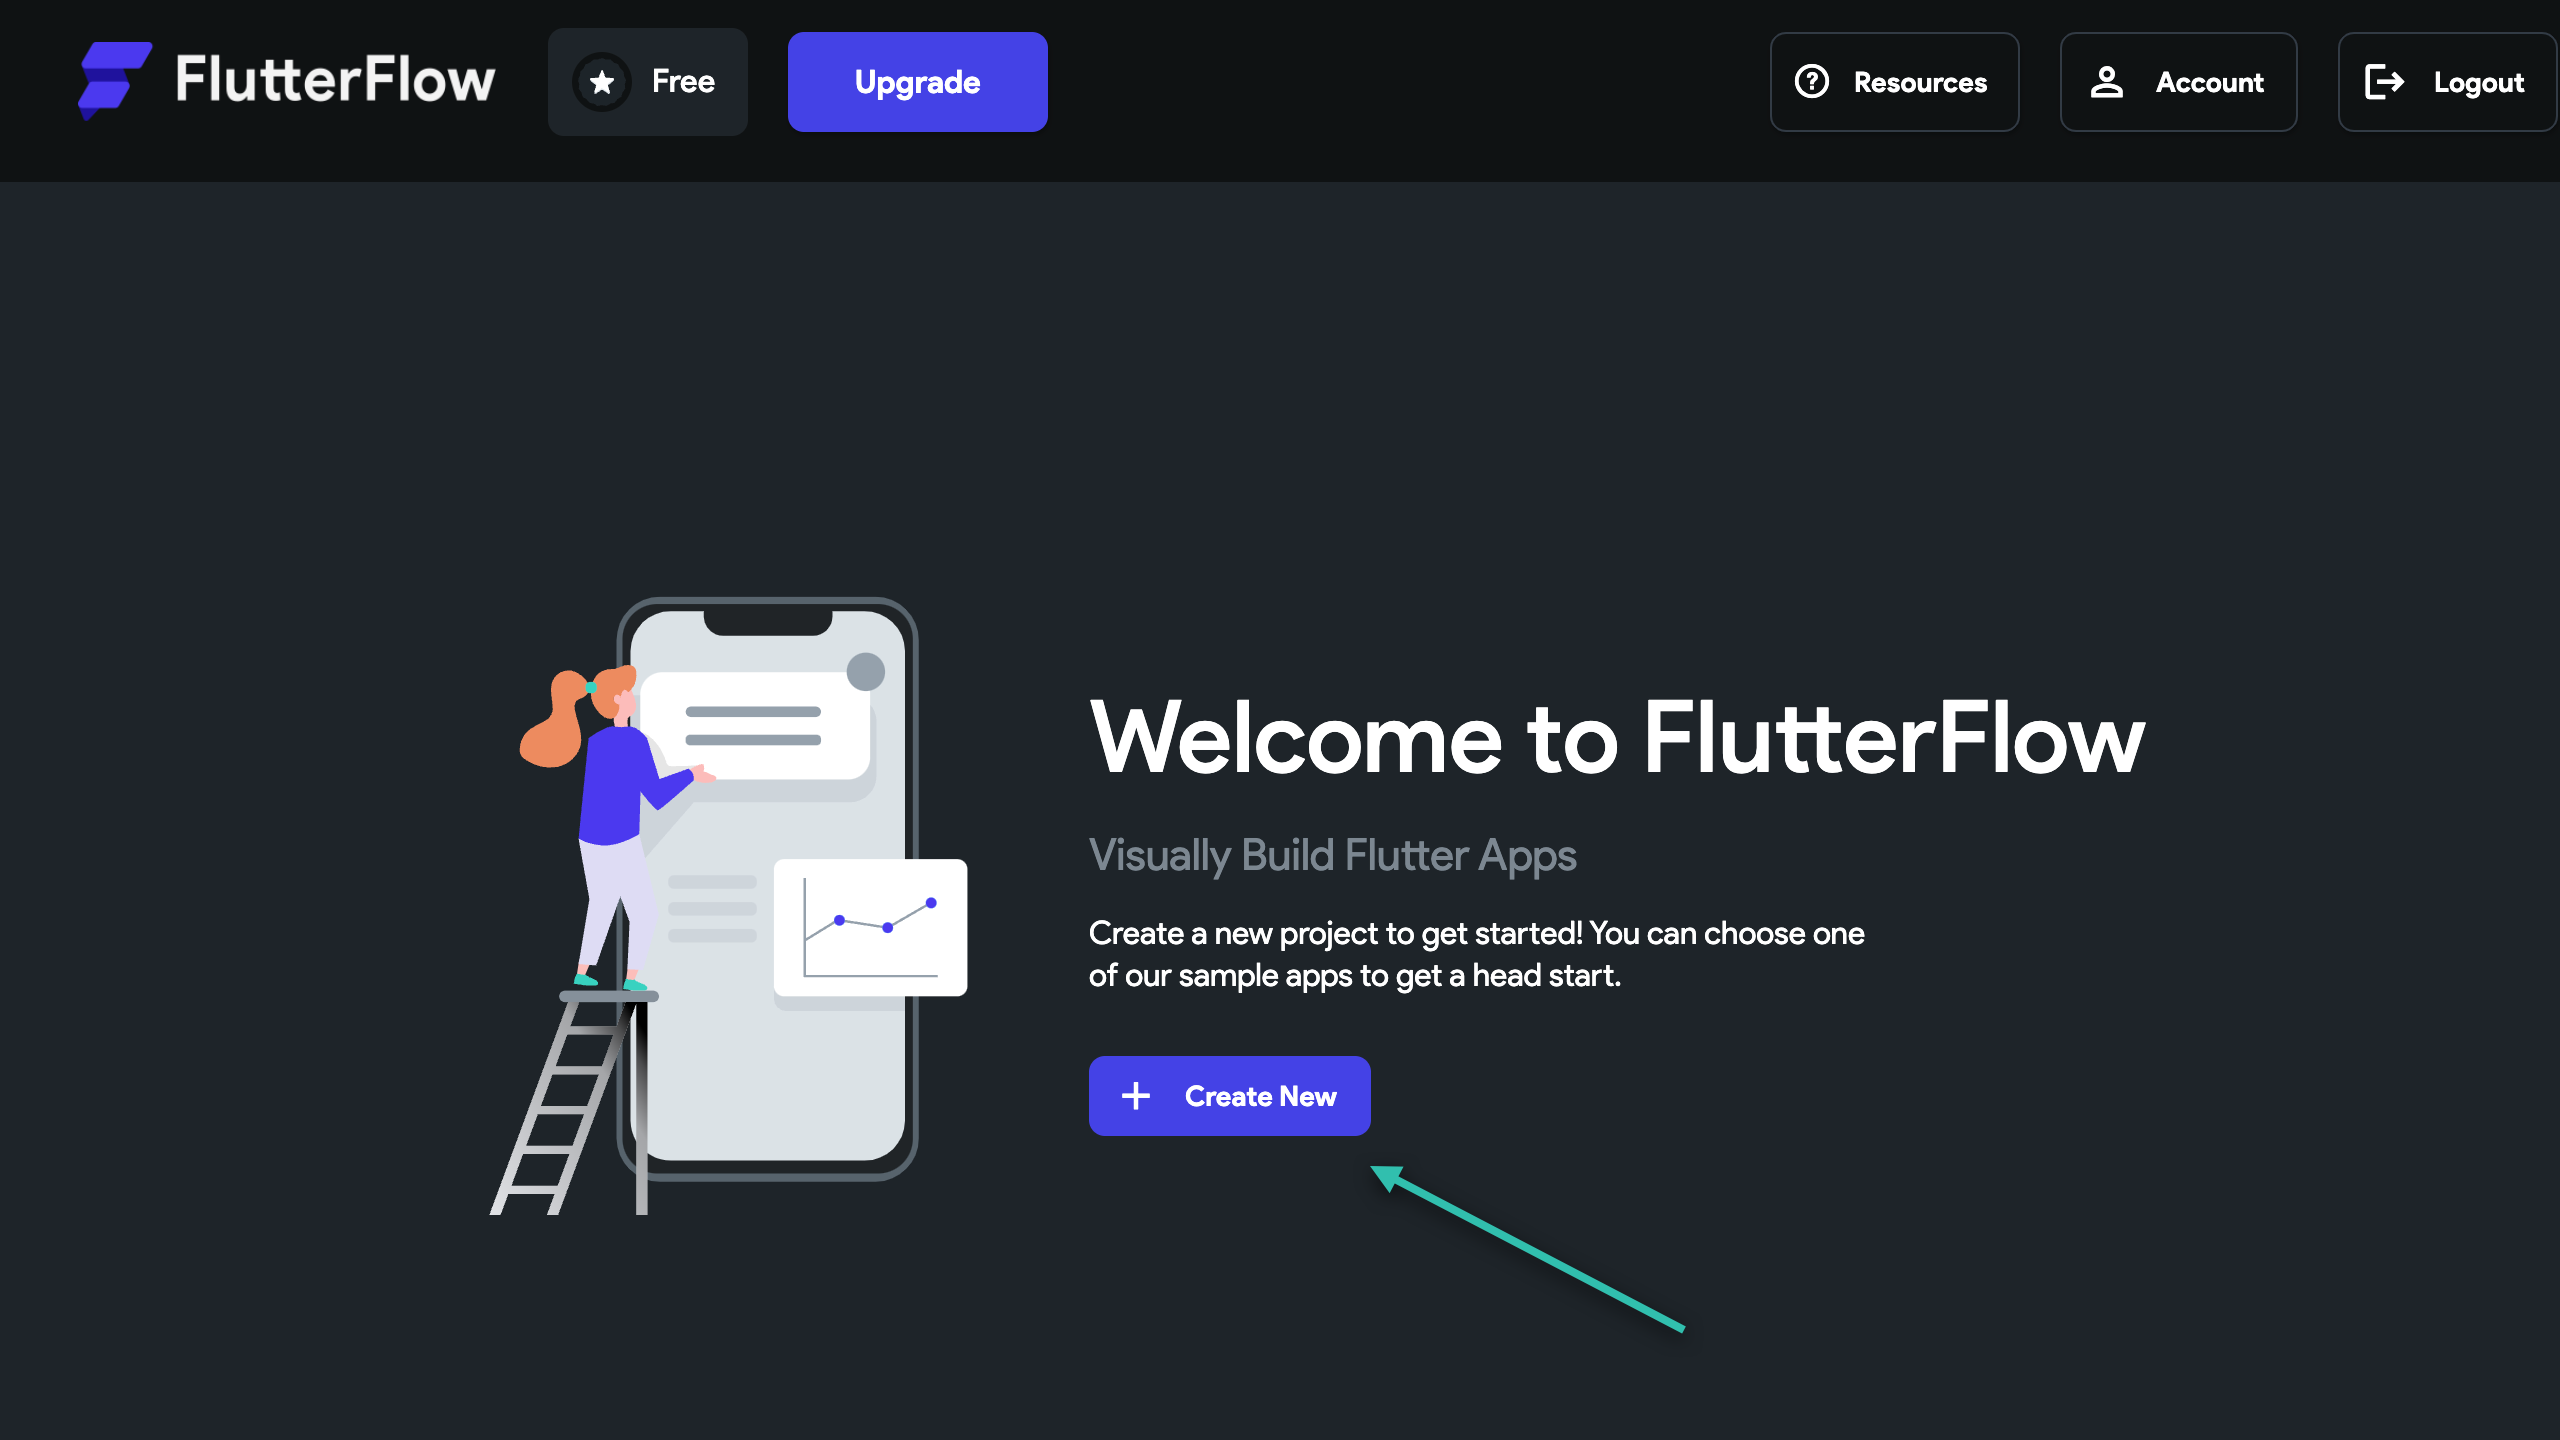 FlutterFlow
Free
Upgrade
Resources
Account
Logout
Welcome to FlutterFlow
Visually Build Flutter Apps
Create a new project to get started! You can choose one
of our sample apps to get a head start.
Create New